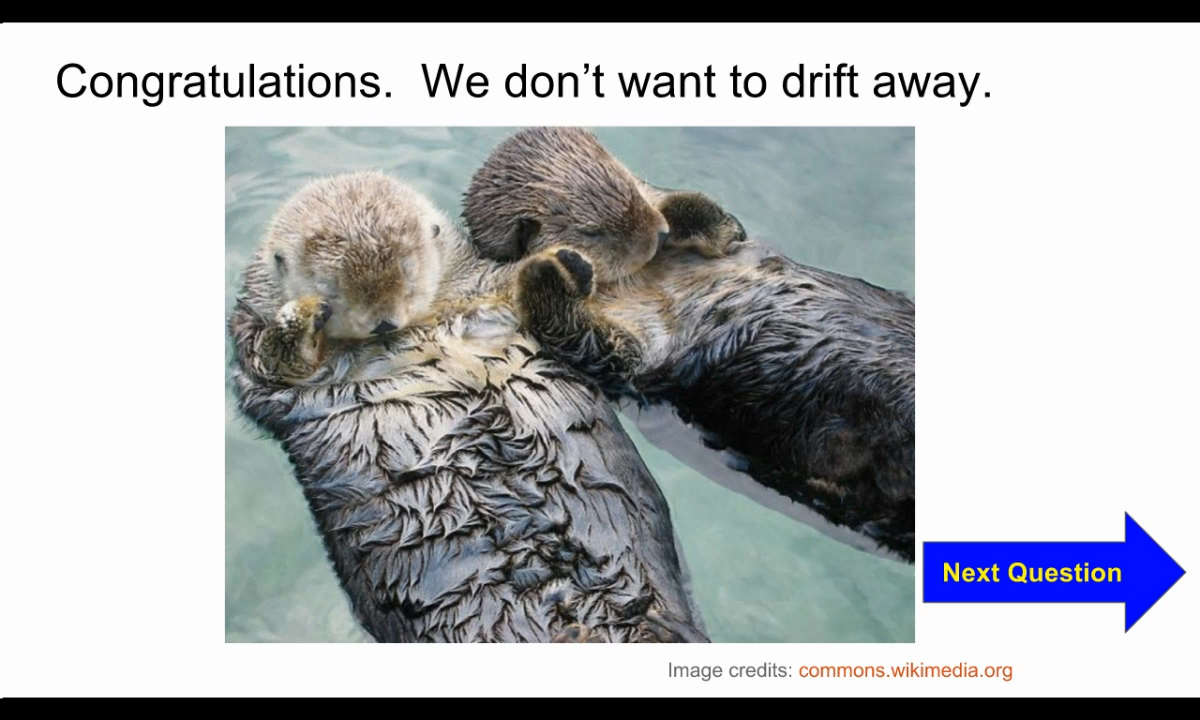 Congratulations.  We don’t want to drift away.
Next Question
Image credits: commons.wikimedia.org